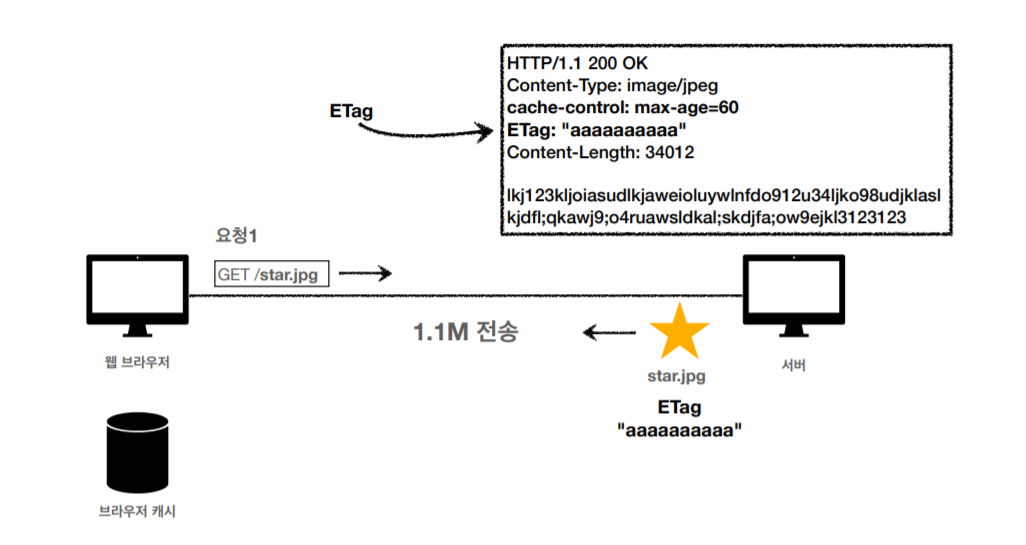 HTTP/1.1 200 OK
Content-Type: image/jpeg
cache-control: max-age=60
ETag: "aaaaaaaaaa"
Content-Length: 34012
lkj123kljoiasudlkjaweioluywlnfdo912u34ljko98udjklasl
kjdfl;qkawj9;o4ruawsldkal;skdjfa;ow9ejkl3123123
ETag
요청1
GET /star.jpg
1.1M 전송
웹 브라우저
서버
star.jpg
ETag
"aaaaaaaaaa"
브라우저 캐시